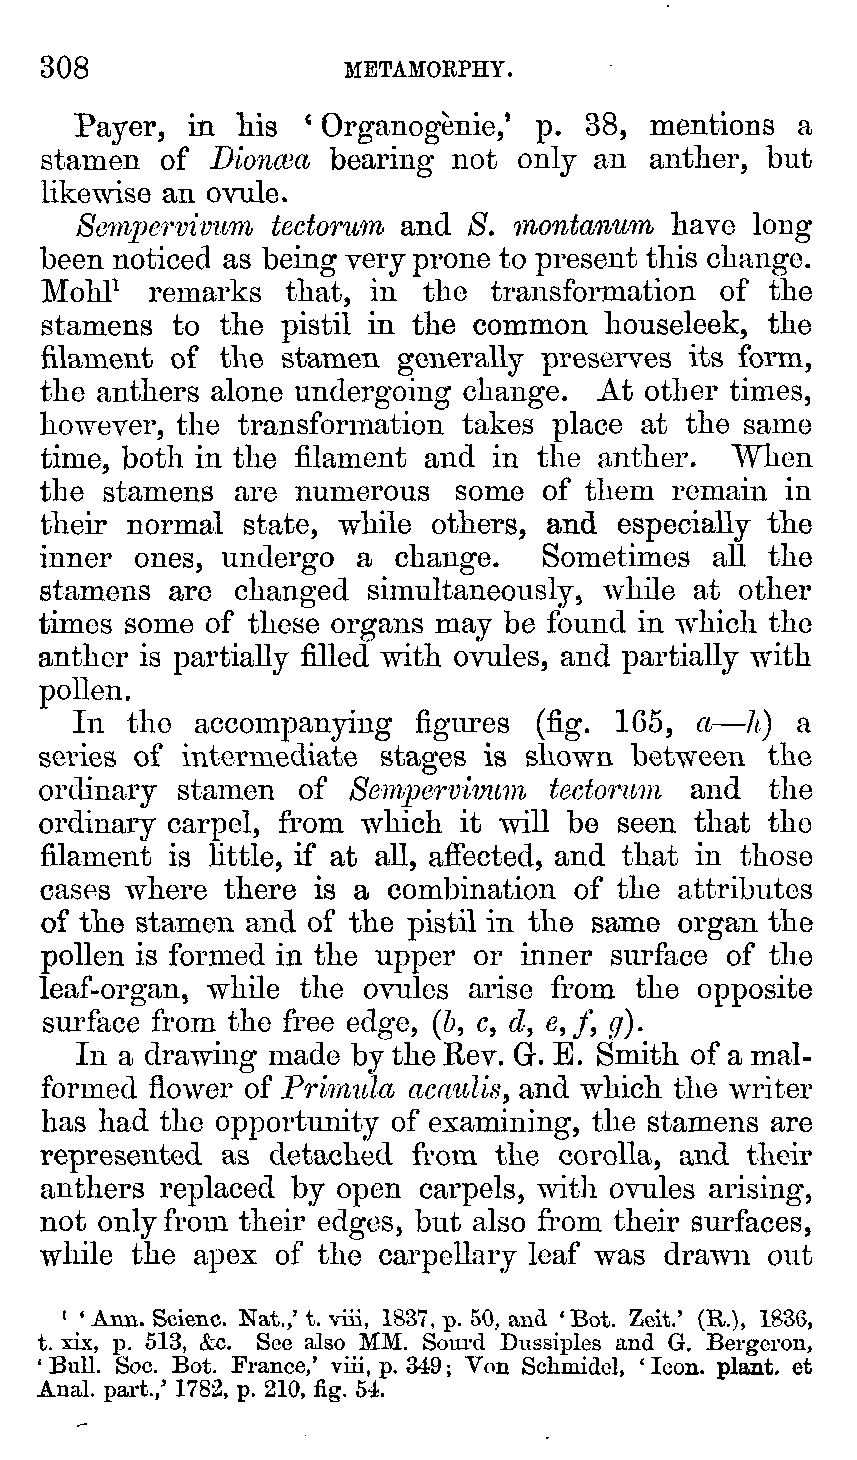 308 METAMORPHY.
Payer, in his ‘Organogènie,’ p. 38, mentions a
stamen of Dionæa bearing not only an anther, but
likewise an ovule.
Sempervivum tectorum and S. montanum have long
been noticed as being very prone to present this change.
Mohl¹ remarks that, in the transformation of the
stamens to the pistil in the common houseleek, the
filament of the stamen generally preserves its form,
the anthers alone undergoing change. At other times,
however, the transformation takes place at the same
time, both in the filament and in the anther. When
the stamens are numerous some of them remain in
their normal state, while others, and especially the
inner ones, undergo a change. Sometimes all the
stamens are changed simultaneously, while at other
times some of these organs may be found in which the
anther is partially filled with ovules, and partially with
pollen.
In the accompanying figures (fig. 165, a—h) a
series of intermediate stages is shown between the
ordinary stamen of Sempervivum tectorum and the
ordinary carpel, from which it will be seen that the
filament is little, if at all, affected, and that in those
cases where there is a combination of the attributes
of the stamen and of the pistil in the same organ the
pollen is formed in the upper or inner surface of the
leaf-organ, while the ovules arise from the opposite
surface from the free edge, (b, c, d, e, f, g).
In a drawing made by the Rev. G. E. Smith of a mal-
formed flower of Primula acaulis, and which the writer
has had the opportunity of examining, the stamens are
represented as detached from the corolla, and their
anthers replaced by open carpels, with ovules arising,
not only from their edges, but also from their surfaces,
while the apex of the carpellary leaf was drawn out
¹ ‘Ann. Scienc. Nat.,’ t. viii, 1837, p. 50, and ‘Bot. Zeit.’ (R.), 1836,
t. xix, p. 513, &c. See also MM. Sourd Dussiples and G. Bergeron,
‘Bull. Soc. Bot. France,’ viii, p. 349; Von Schmidel, ‘Icon. plant. et
Anal. part.,’ 1782, p. 210, fig. 54.